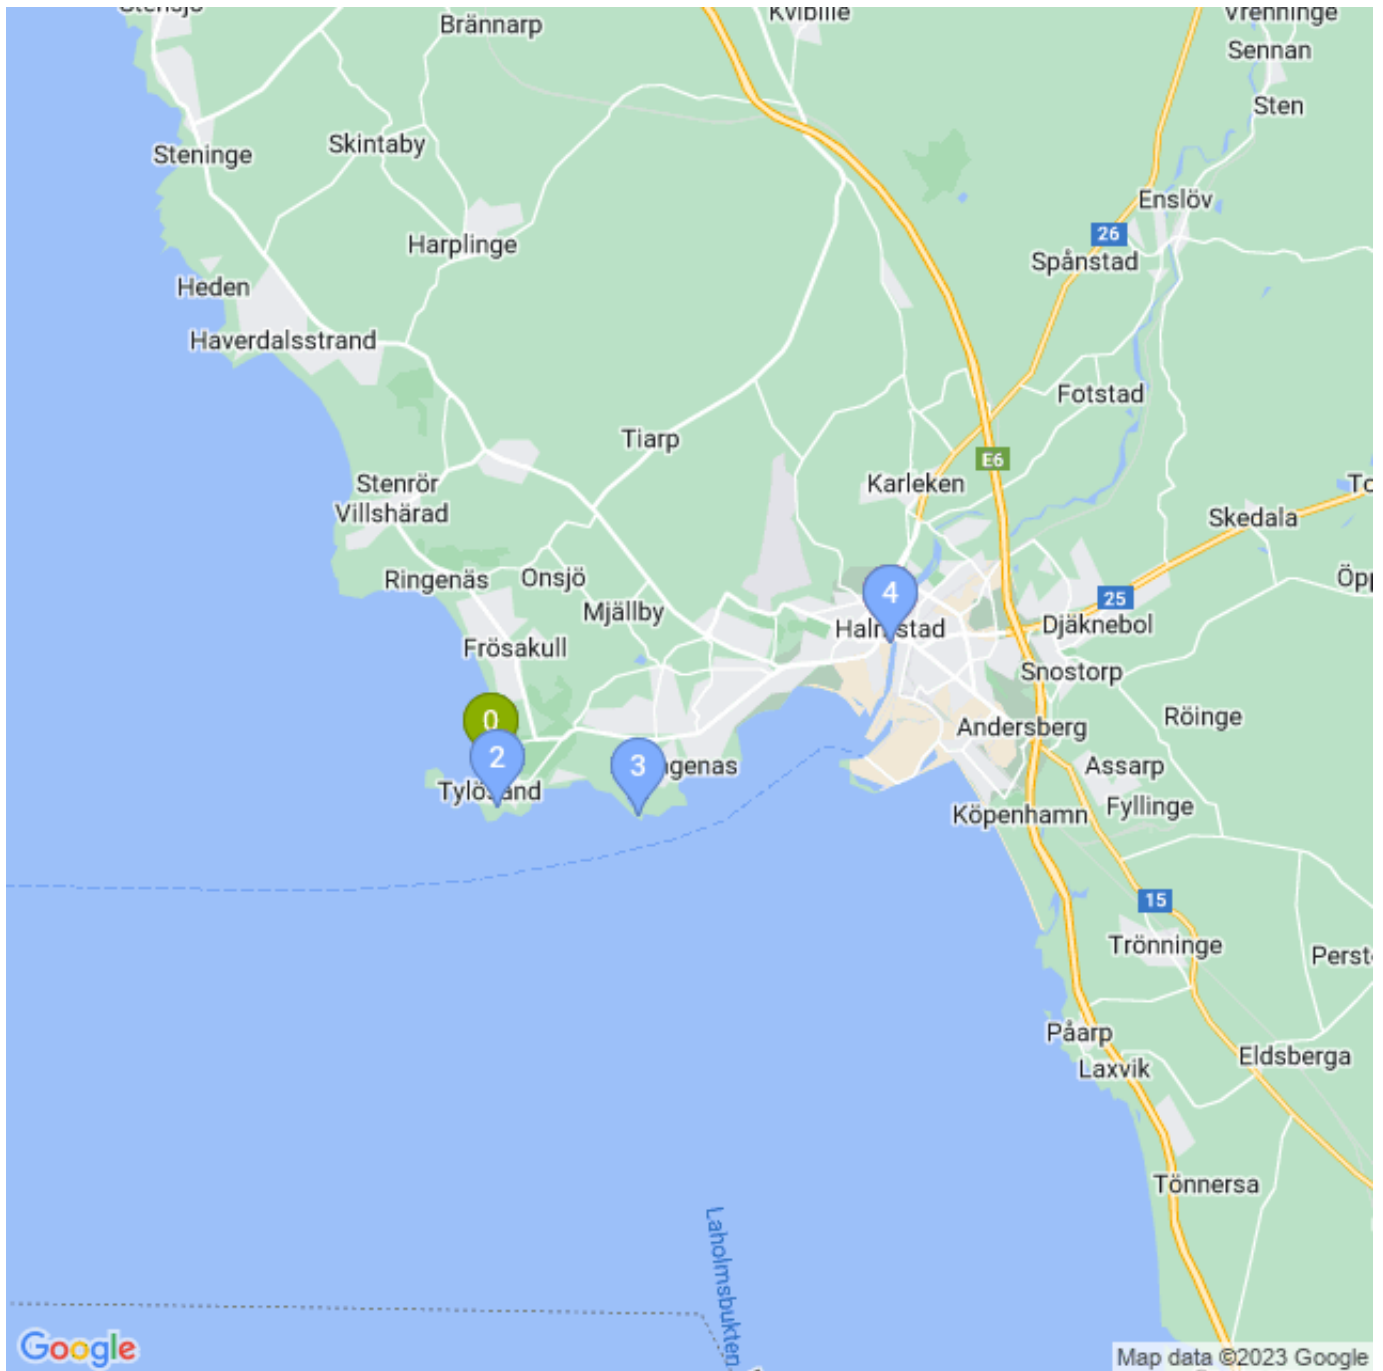 Brännarp
Kvibille
Vrenninge
Sennan
Sten
Skintaby
Steninge
Enslöv
26
Harplinge
Spånstad
Heden
Haverdalsstrand
Fotstad
Tiarp
E6
Stenrör
Karleken
Villshärad
Skedala
Ringenäs
Onsjö
25
4
Mjällby
Halmstad
Djäknebol
Frösakull
Snostorp
0
Röinge
Andersberg
2
3
Assarp
Tylösand
Fyllinge
Köpenhamn
15
Trönninge
Påarp
Eldsberga
Laxvik
Tönnersa
Laholmsbukten
Google
Map data ©2023 Google